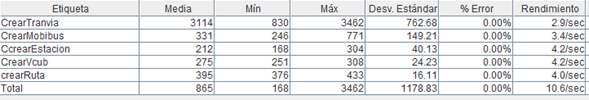 Etiqueta Media Mín Máx Desv. Estándar % Error Rendimiento
CrearTranvia 3114 830 3462 762.68 0.00% 2.9/sec
CrearMobibus 331 246 771 149.21 0.00% 3.4/sec
CcrearEstacion 212 168 304 40.13 0.00% 4.2/sec
CrearVcub 275 251 308 24.23 0.00% 4.2/sec
crearRuta 395 376 433 16.11 0.00% 4.0/sec
Total 865 168 3462 1178.83 0.00% 10.6/sec